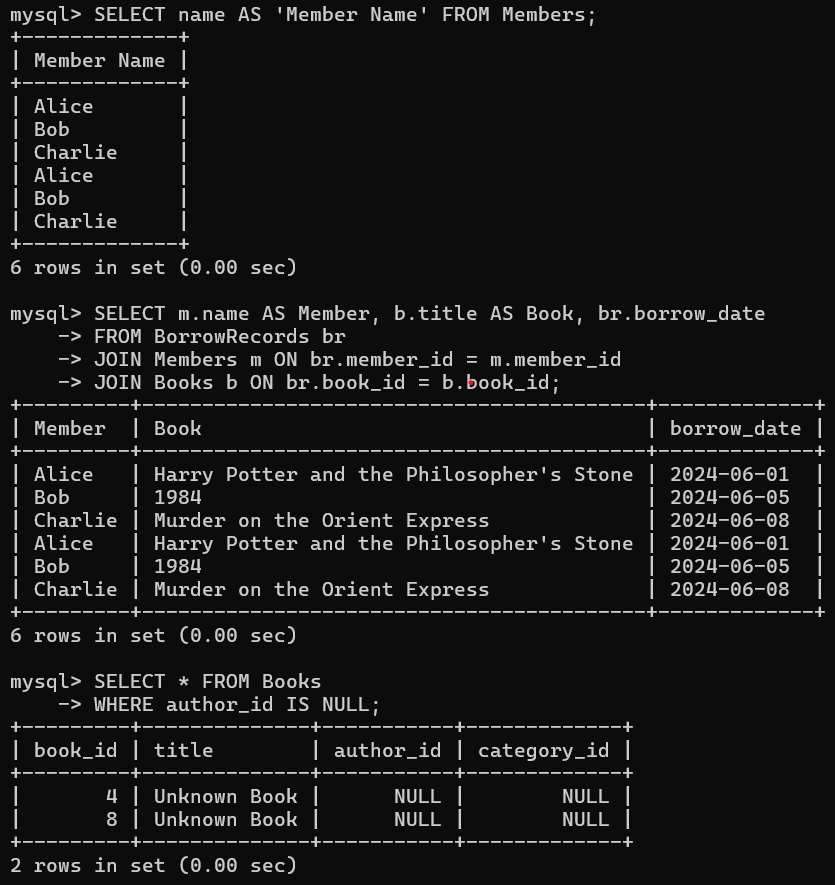 mysql> SELECT name AS 'Member Name' FROM Members;
+-------------+
| Member Name |
+-------------+
| Alice       |
| Bob         |
| Charlie     |
| Alice       |
| Bob         |
| Charlie     |
+-------------+
6 rows in set (0.00 sec)

mysql> SELECT m.name AS Member, b.title AS Book, br.borrow_date
    -> FROM BorrowRecords br
    -> JOIN Members m ON br.member_id = m.member_id
    -> JOIN Books b ON br.book_id = b.book_id;
+---------+------------------------------------------+-------------+
| Member  | Book                                     | borrow_date |
+---------+------------------------------------------+-------------+
| Alice   | Harry Potter and the Philosopher's Stone | 2024-06-01  |
| Bob     | 1984                                     | 2024-06-05  |
| Charlie | Murder on the Orient Express             | 2024-06-08  |
| Alice   | Harry Potter and the Philosopher's Stone | 2024-06-01  |
| Bob     | 1984                                     | 2024-06-05  |
| Charlie | Murder on the Orient Express             | 2024-06-08  |
+---------+------------------------------------------+-------------+
6 rows in set (0.00 sec)

mysql> SELECT * FROM Books
    -> WHERE author_id IS NULL;
+---------+--------------+-----------+-------------+
| book_id | title        | author_id | category_id |
+---------+--------------+-----------+-------------+
|       4 | Unknown Book |      NULL |        NULL |
|       8 | Unknown Book |      NULL |        NULL |
+---------+--------------+-----------+-------------+
2 rows in set (0.00 sec)